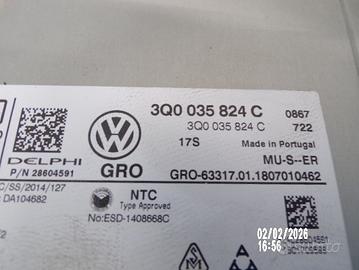 3Q0 035 824 C 0867
3Q0 035 824 C 722
17S Made in Portugal
DELPHI
P/N 28604591
GRO
MU-S--ER
GRO-63317.01.1807010462
C/SS/2014/127
DA104682
NTC
Type Approved
No:ESD-1408668C
02/02/2026
16:56